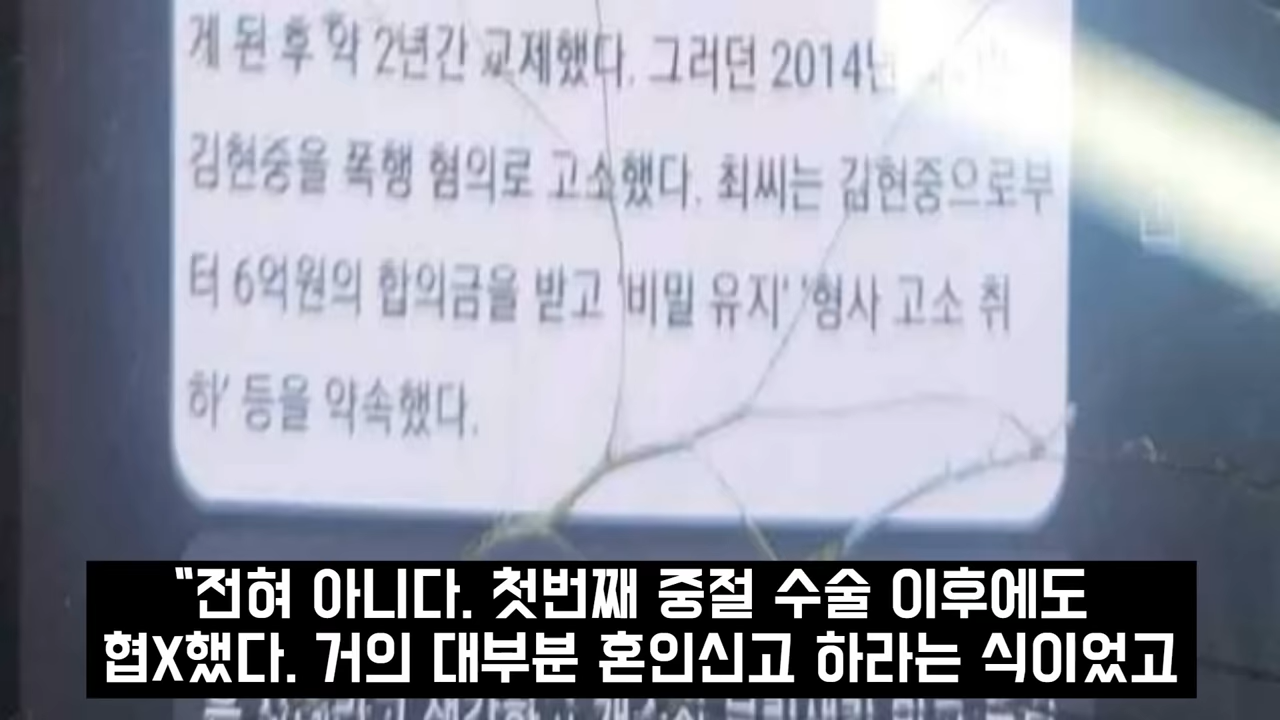 게 된 후 약 2년간 교제했다. 그러던 2014년
김현중을 폭행 혐의로 고소했다. 최씨는 김현중으로부
터 6억원의 합의금을 받고 '비밀 유지' '형사 고소 취
하' 등을 약속했다.
"전혀 아니다. 첫번째 중절 수술 이후에도
협X했다. 거의 대부분 혼인신고 하라는 식이었고